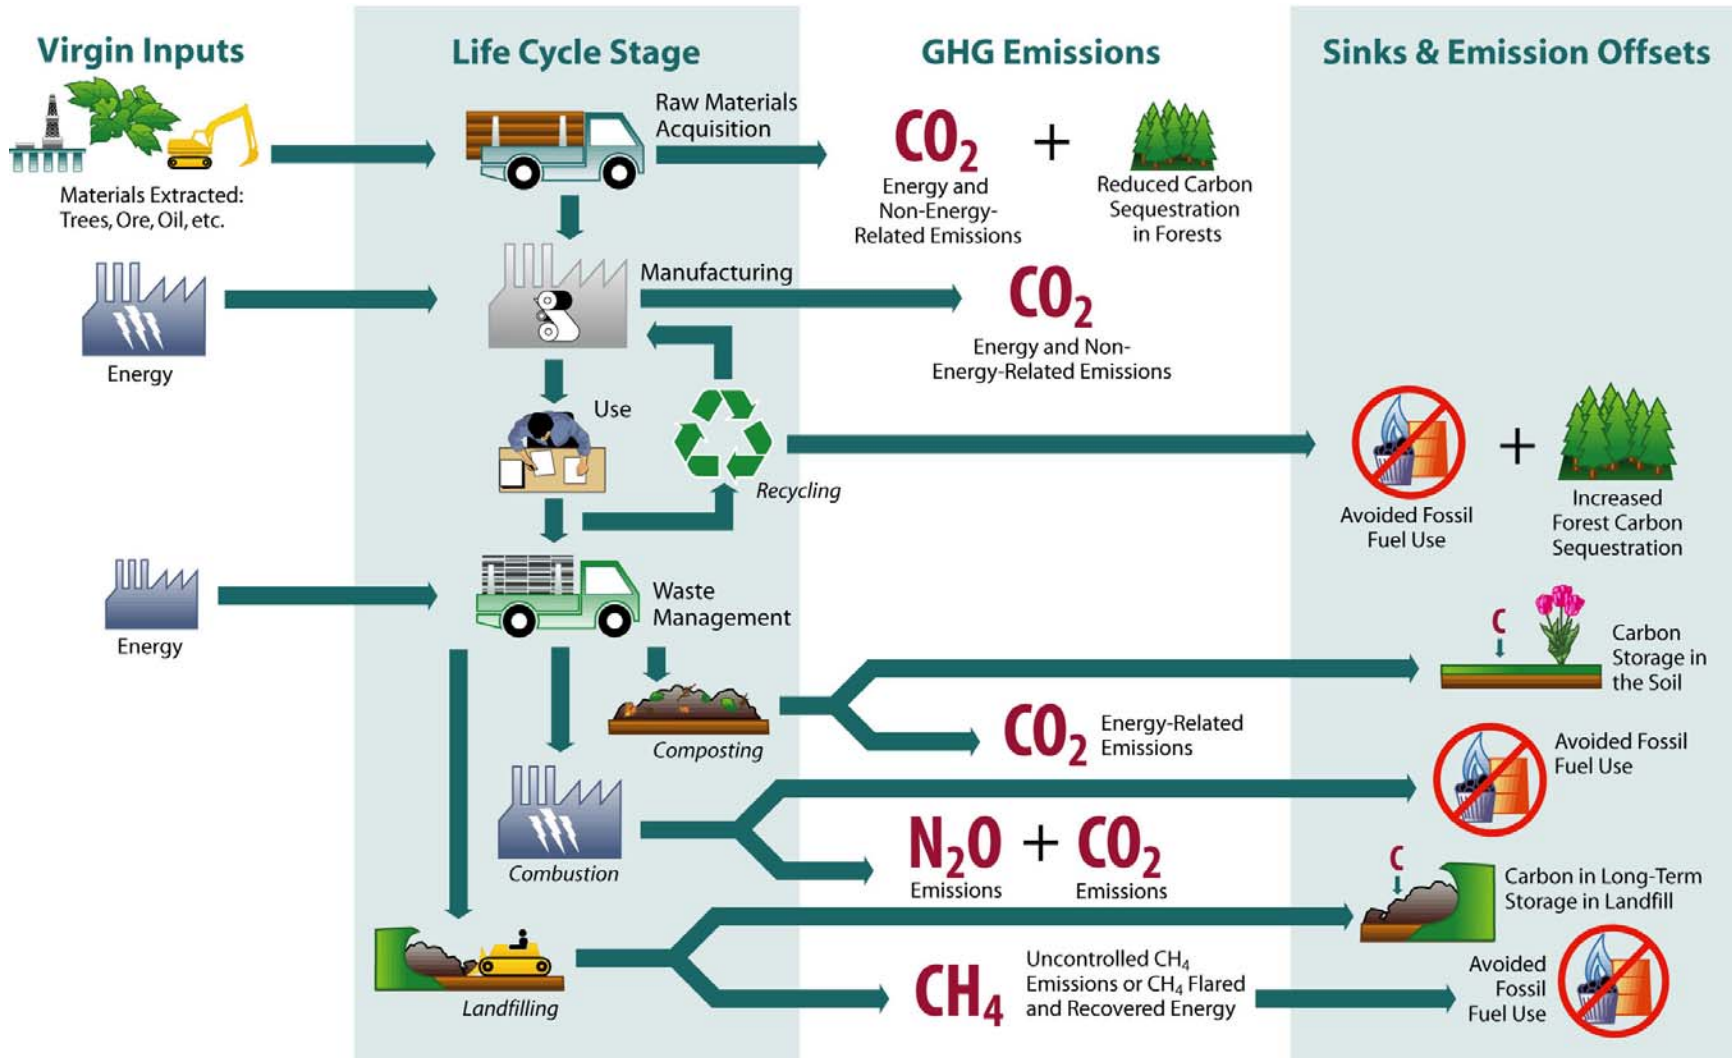 Virgin Inputs
Life Cycle Stage
GHG Emissions
Sinks & Emission Offsets
Materials Extracted:
Trees, Ore, Oil, etc.
Raw Materials
Acquisition
CO2
Energy and
Non-Energy-
Related Emissions
+
Reduced Carbon
Sequestration
in Forests
Energy
Manufacturing
CO2
Energy and Non-
Energy-Related Emissions
Use
Recycling
Avoided Fossil
Fuel Use
+
Increased
Forest Carbon
Sequestration
Energy
Waste
Management
C
Carbon
Storage in
the Soil
Composting
CO2
Energy-Related
Emissions
Avoided Fossil
Fuel Use
Combustion
N2O + CO2
Emissions
Emissions
C
Carbon in Long-Term
Storage in Landfill
Landfilling
CH4
Uncontrolled CH4
Emissions or CH4 Flared
and Recovered Energy
Avoided
Fossil
Fuel Use